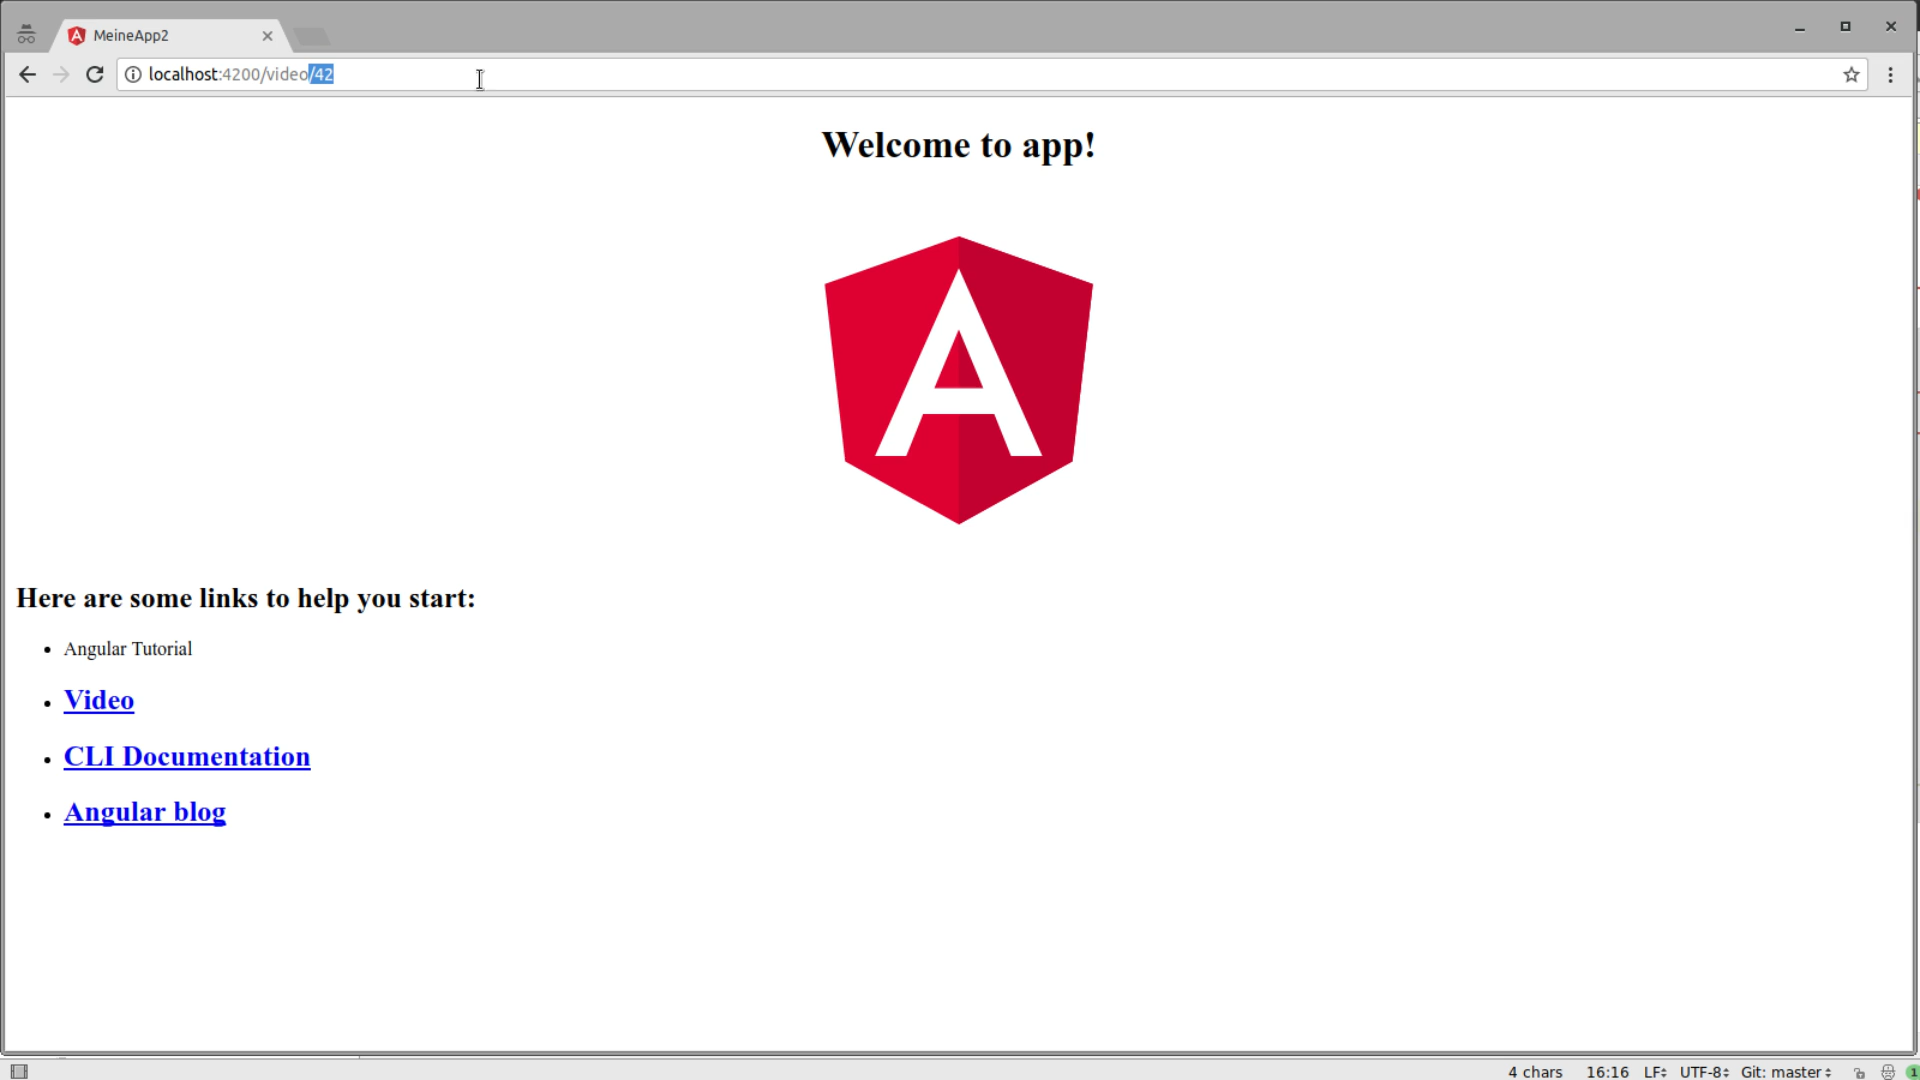 MeineApp2
localhost:4200/video/42
Welcome to app!
A
Here are some links to help you start:
Angular Tutorial
Video
CLI Documentation
Angular blog
4 chars 16:16 LF UTF-8 Git: master 1